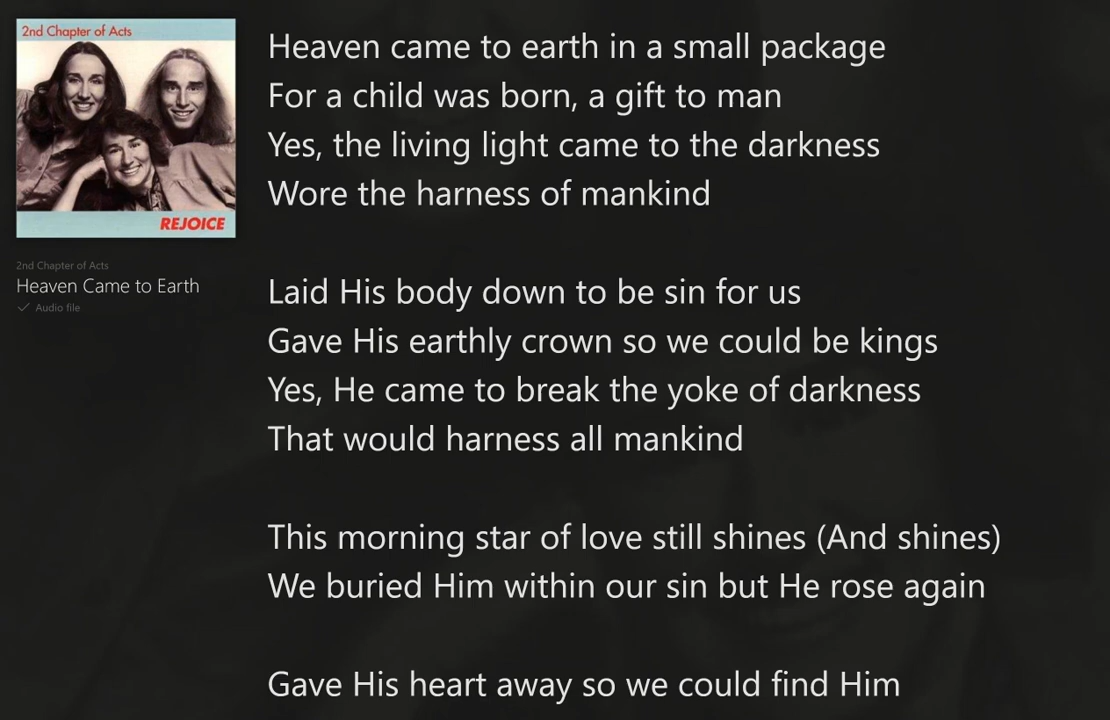 2nd Chapter of Acts
REJOICE
2nd Chapter of Acts
Heaven Came to Earth
Audio file
Heaven came to earth in a small package
For a child was born, a gift to man
Yes, the living light came to the darkness
Wore the harness of mankind
Laid His body down to be sin for us
Gave His earthly crown so we could be kings
Yes, He came to break the yoke of darkness
That would harness all mankind
This morning star of love still shines (And shines)
We buried Him within our sin but He rose again
Gave His heart away so we could find Him